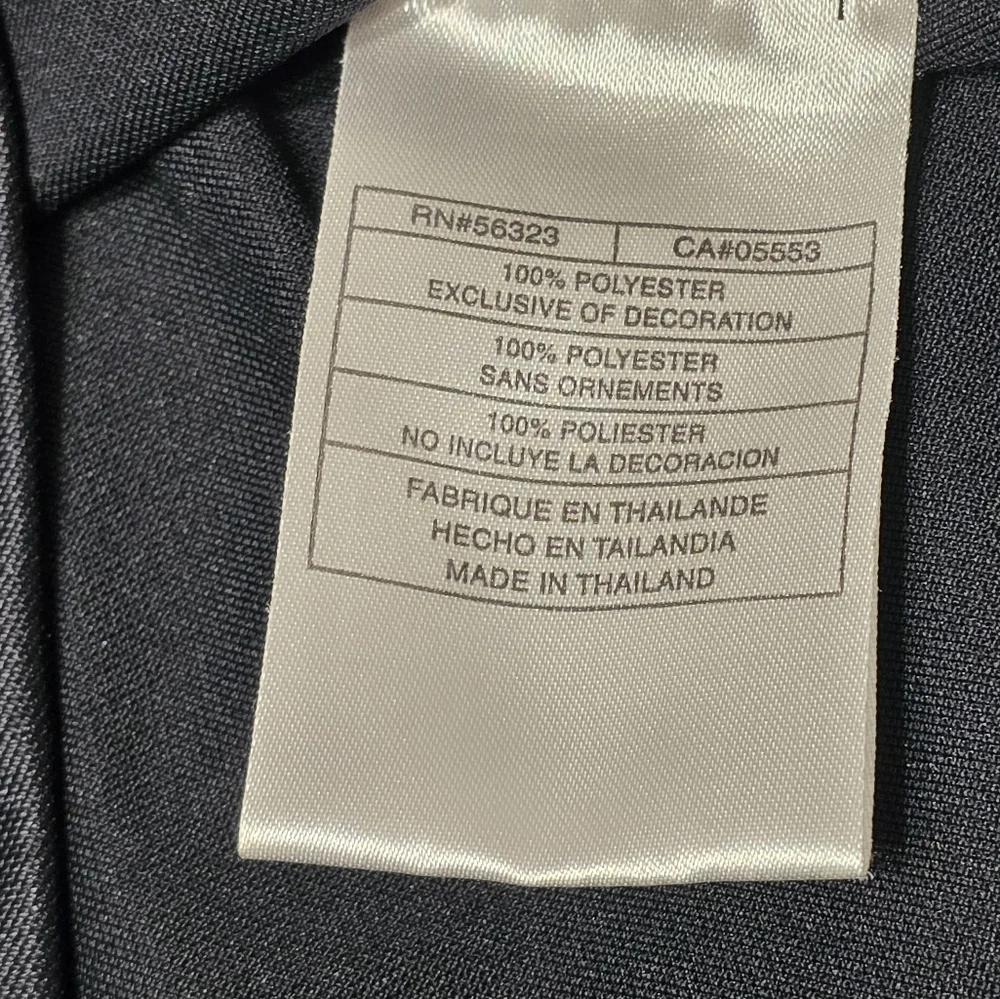 RN#56323 CA#05553
100% POLYESTER
EXCLUSIVE OF DECORATION
100% POLYESTER
SANS ORNEMENTS
100% POLIESTER
NO INCLUYE LA DECORACION
FABRIQUE EN THAILANDE
HECHO EN TAILANDIA
MADE IN THAILAND